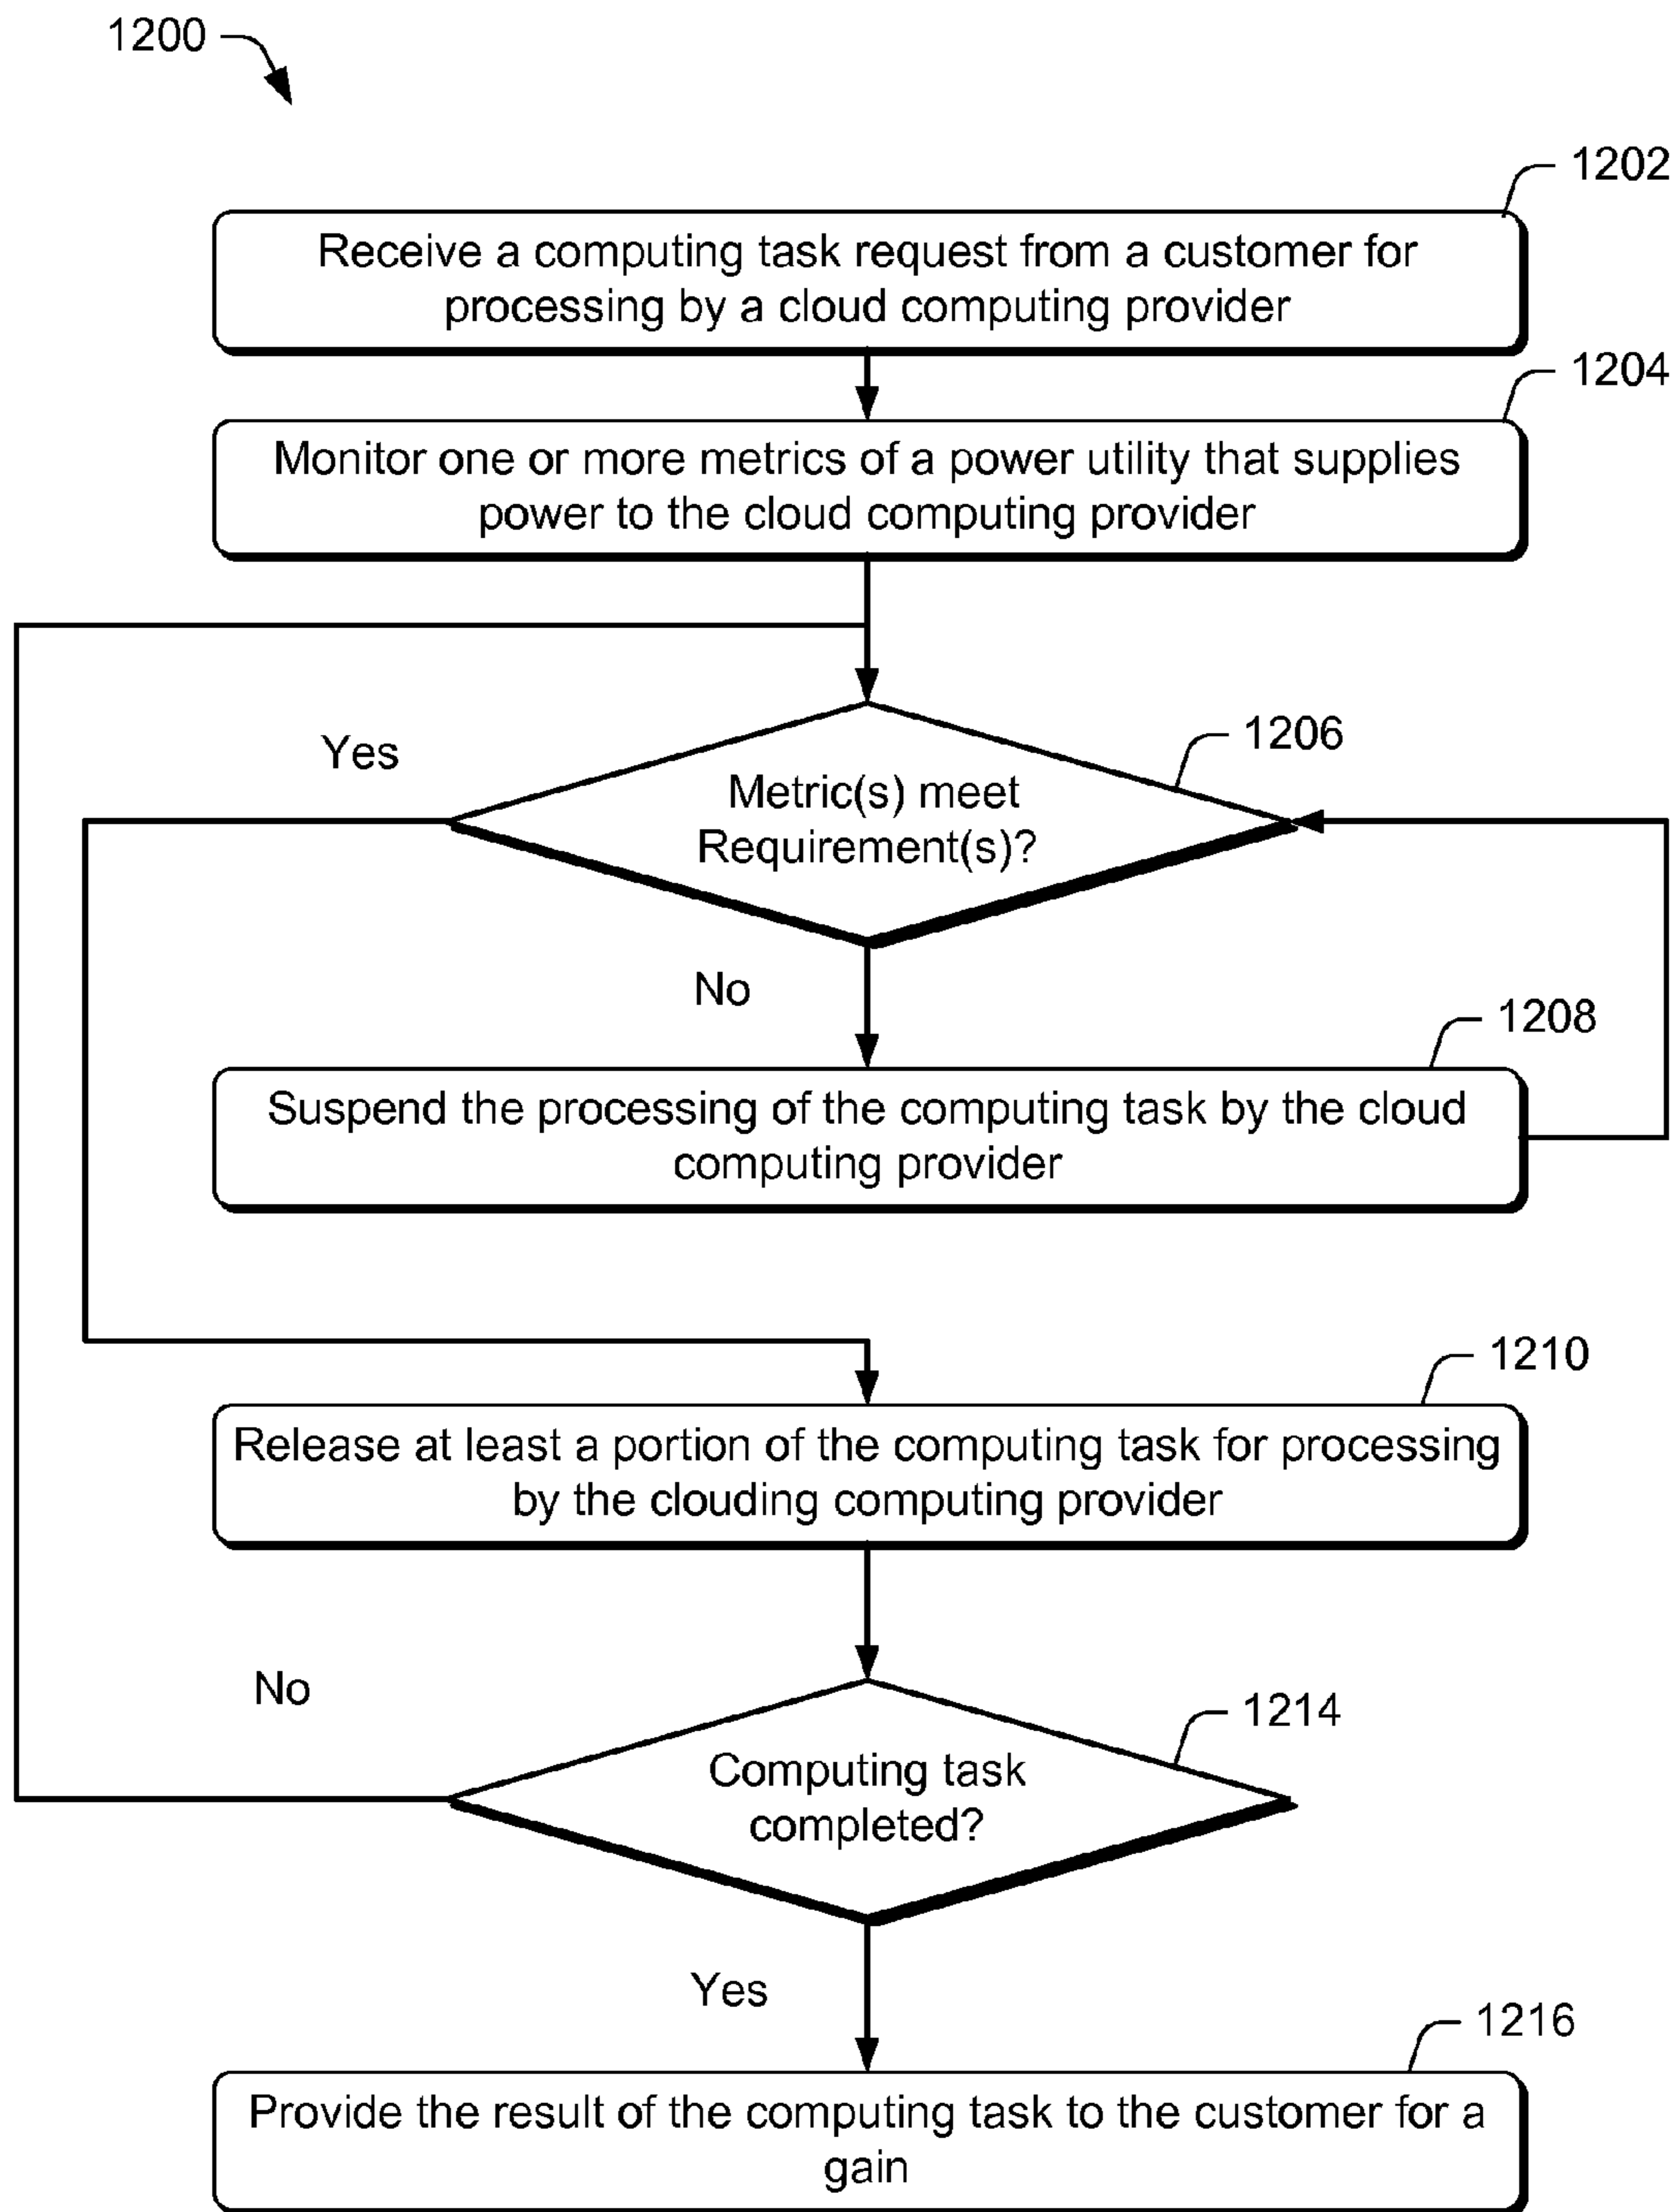 1200
1202
Receive a computing task request from a customer for
processing by a cloud computing provider
1204
Monitor one or more metrics of a power utility that supplies
power to the cloud computing provider
Yes
1206
Metric(s) meet
Requirement(s)?
No
1208
Suspend the processing of the computing task by the cloud
computing provider
1210
Release at least a portion of the computing task for processing
by the clouding computing provider
No
1214
Computing task
completed?
Yes
1216
Provide the result of the computing task to the customer for a
gain